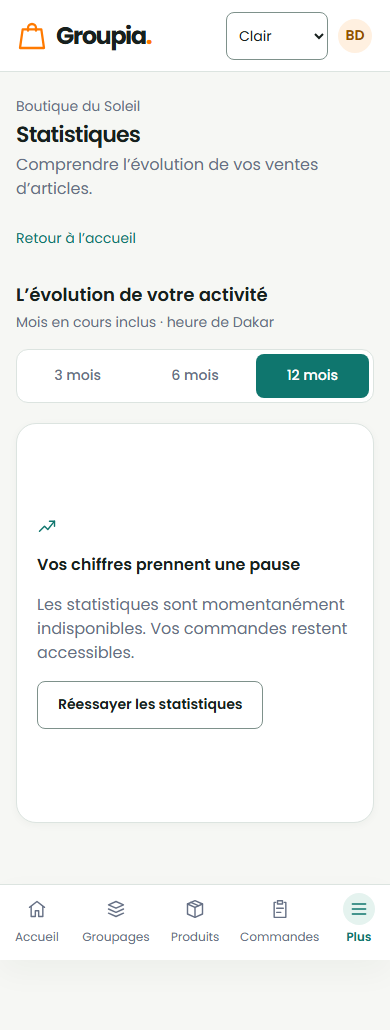 Groupia.
Clair
BD
Boutique du Soleil
Statistiques
Comprendre l’évolution de vos ventes
d’articles.
Retour à l’accueil
L’évolution de votre activité
Mois en cours inclus · heure de Dakar
3 mois
6 mois
12 mois
Vos chiffres prennent une pause
Les statistiques sont momentanément
indisponibles. Vos commandes restent
accessibles.
Réessayer les statistiques
Accueil
Groupages
Produits
Commandes
Plus